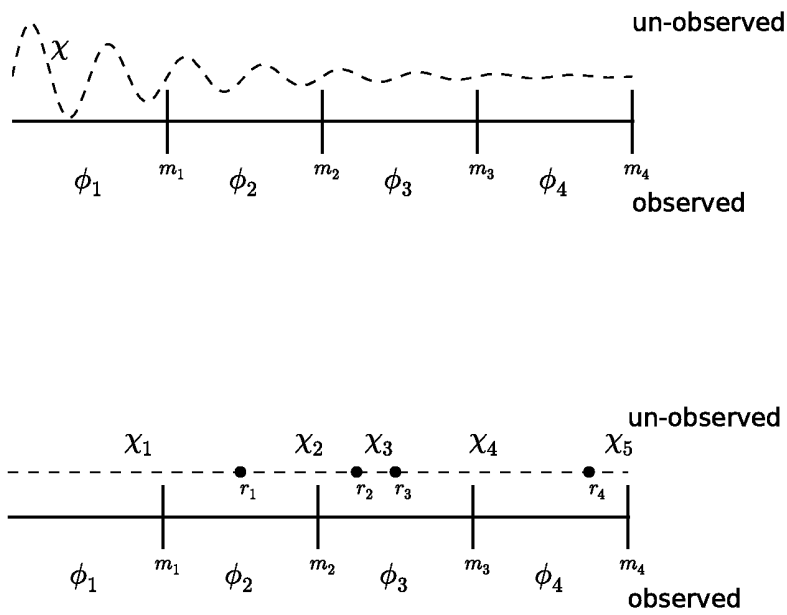 un-observed
χ
m₁ m₂ m₃ m₄
ϕ₁ ϕ₂ ϕ₃ ϕ₄
observed
un-observed
χ₁ χ₂ χ₃ χ₄ χ₅
r₁ r₂ r₃ r₄
m₁ m₂ m₃ m₄
ϕ₁ ϕ₂ ϕ₃ ϕ₄
observed